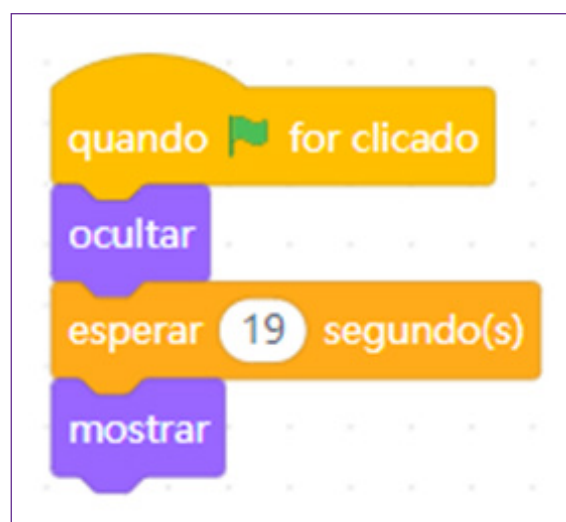 quando for clicado
ocultar
esperar 19 segundo(s)
mostrar